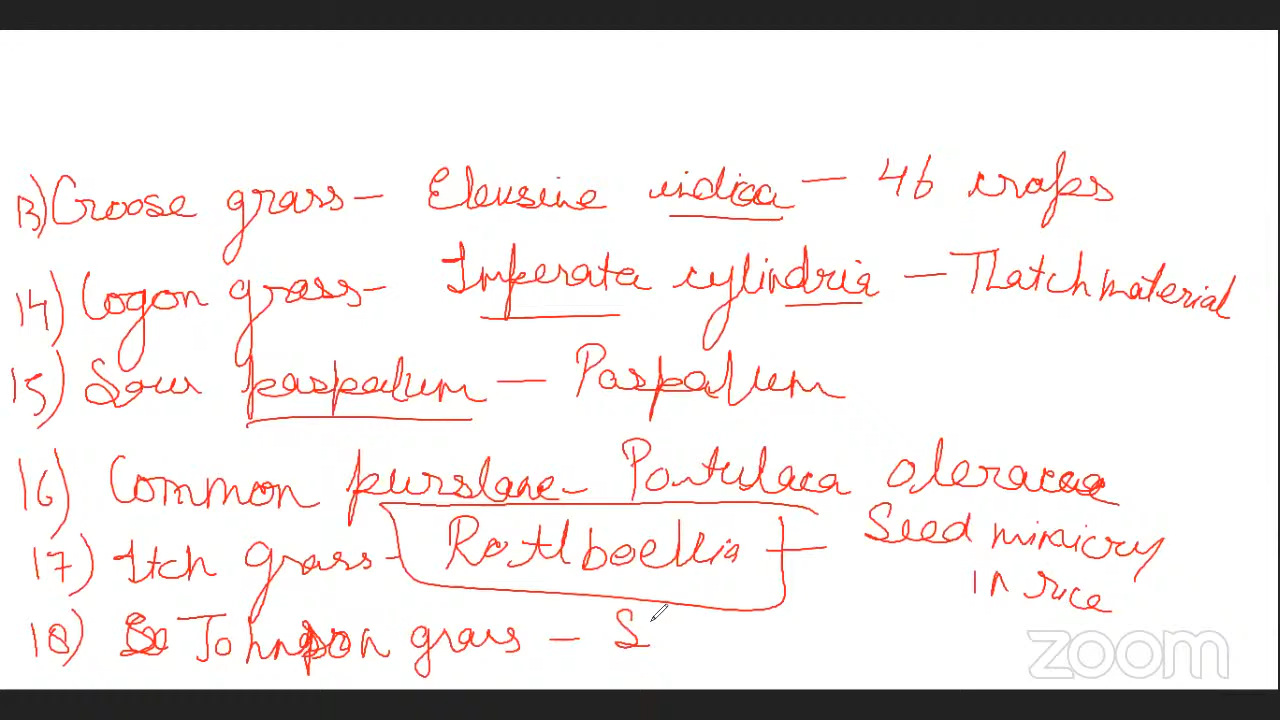 13) Goose grass - Eleusine indica - 46 crops
14) Cogon grass - Imperata cylindria - Thatch material
15) Sour paspalum - Paspalum
16) Common purslane - Portulaca oleracea
17) Itch grass - Rottboellia - Seed mimicry in rice
18) Johnson grass - S
zoom